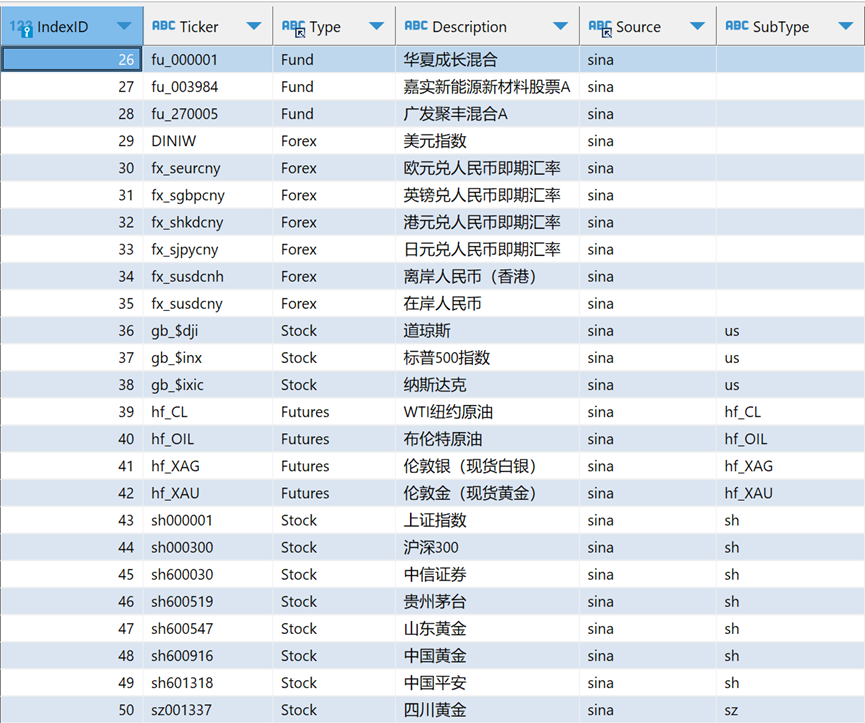 123 IndexID ABC Ticker ABC Type ABC Description ABC Source ABC SubType
26 fu_000001 Fund 华夏成长混合 sina
27 fu_003984 Fund 嘉实新能源新材料股票A sina
28 fu_270005 Fund 广发聚丰混合A sina
29 DINIW Forex 美元指数 sina
30 fx_seurcny Forex 欧元兑人民币即期汇率 sina
31 fx_sgbpcny Forex 英镑兑人民币即期汇率 sina
32 fx_shkdcny Forex 港元兑人民币即期汇率 sina
33 fx_sjpycny Forex 日元兑人民币即期汇率 sina
34 fx_susdcnh Forex 离岸人民币（香港） sina
35 fx_susdcny Forex 在岸人民币 sina
36 gb_$dji Stock 道琼斯 sina us
37 gb_$inx Stock 标普500指数 sina us
38 gb_$ixic Stock 纳斯达克 sina us
39 hf_CL Futures WTI纽约原油 sina hf_CL
40 hf_OIL Futures 布伦特原油 sina hf_OIL
41 hf_XAG Futures 伦敦银（现货白银） sina hf_XAG
42 hf_XAU Futures 伦敦金（现货黄金） sina hf_XAU
43 sh000001 Stock 上证指数 sina sh
44 sh000300 Stock 沪深300 sina sh
45 sh600030 Stock 中信证券 sina sh
46 sh600519 Stock 贵州茅台 sina sh
47 sh600547 Stock 山东黄金 sina sh
48 sh600916 Stock 中国黄金 sina sh
49 sh601318 Stock 中国平安 sina sh
50 sz001337 Stock 四川黄金 sina sz